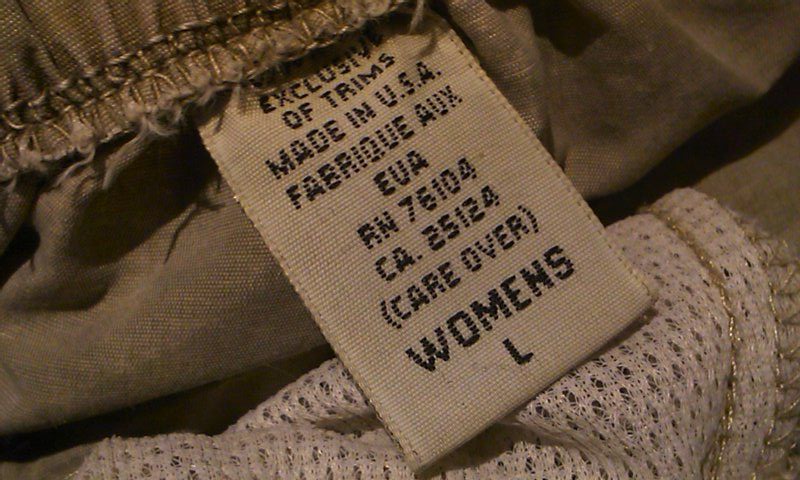 EXCLUSIVE
OF TRIMS
MADE IN U.S.A.
FABRIQUE AUX
EUA
RN 76104
CA. 25124
(CARE OVER)
WOMENS
L